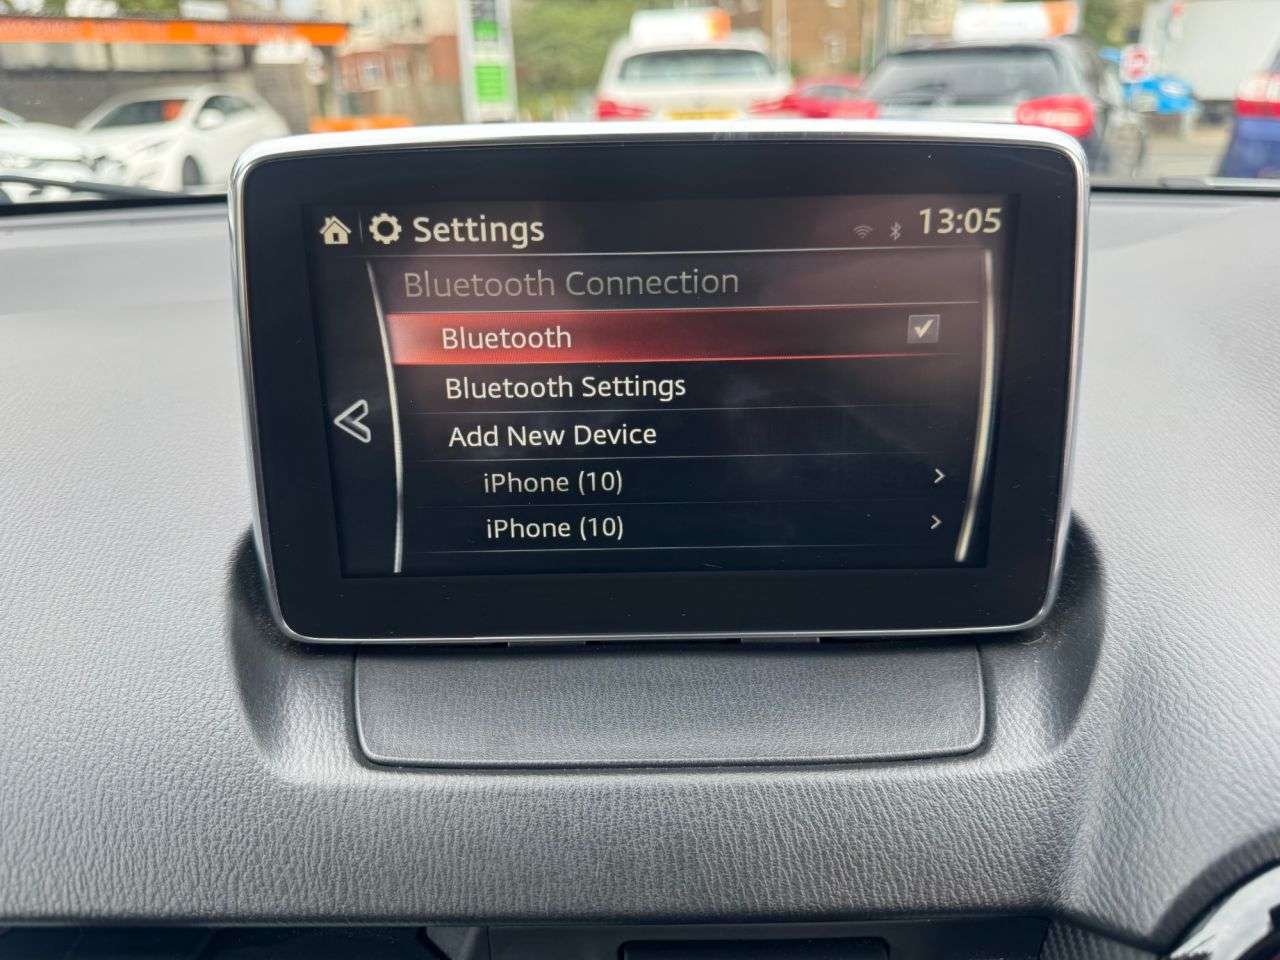 Settings
13:05
Bluetooth Connection
Bluetooth
Bluetooth Settings
Add New Device
iPhone (10)
iPhone (10)